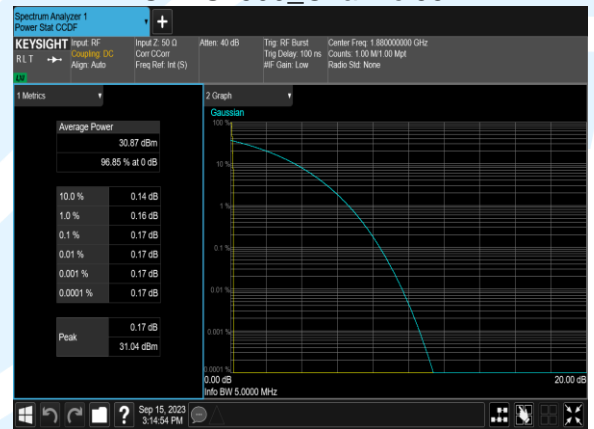 Spectrum Analyzer 1
Power Stat CCDF
+
KEYSIGHT
RLT
LXI
Input: RF
Coupling: DC
Align: Auto
Input Z: 50 Ω
Corr CCorr
Freq Ref: Int (S)
Atten: 40 dB
Trig: RF Burst
Trig Delay: 100 ns
#IF Gain: Low
Center Freq: 1.880000000 GHz
Counts: 1.00 M/1.00 Mpt
Radio Std: None
1 Metrics
Average Power
30.87 dBm
96.85 % at 0 dB
10.0 % 0.14 dB
1.0 % 0.16 dB
0.1 % 0.17 dB
0.01 % 0.17 dB
0.001 % 0.17 dB
0.0001 % 0.17 dB
Peak
0.17 dB
31.04 dBm
2 Graph
Gaussian
100 %
10 %
1 %
0.1 %
0.01 %
0.001 %
0.0001 %
0.00 dB
20.00 dB
Info BW 5.0000 MHz
?
Sep 15, 2023
3:14:54 PM